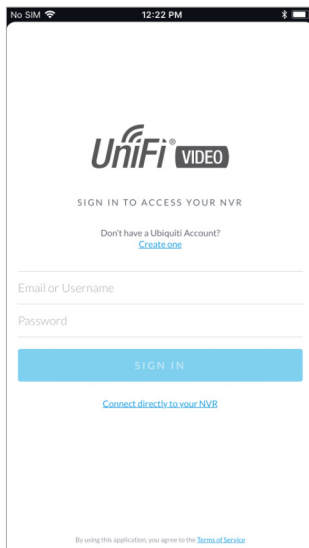 No SIM 12:22 PM
UniFi® VIDEO
SIGN IN TO ACCESS YOUR NVR
Don't have a Ubiquiti Account?
Create one
Email or Username
Password
SIGN IN
Connect directly to your NVR
By using this application, you agree to the Terms of Service